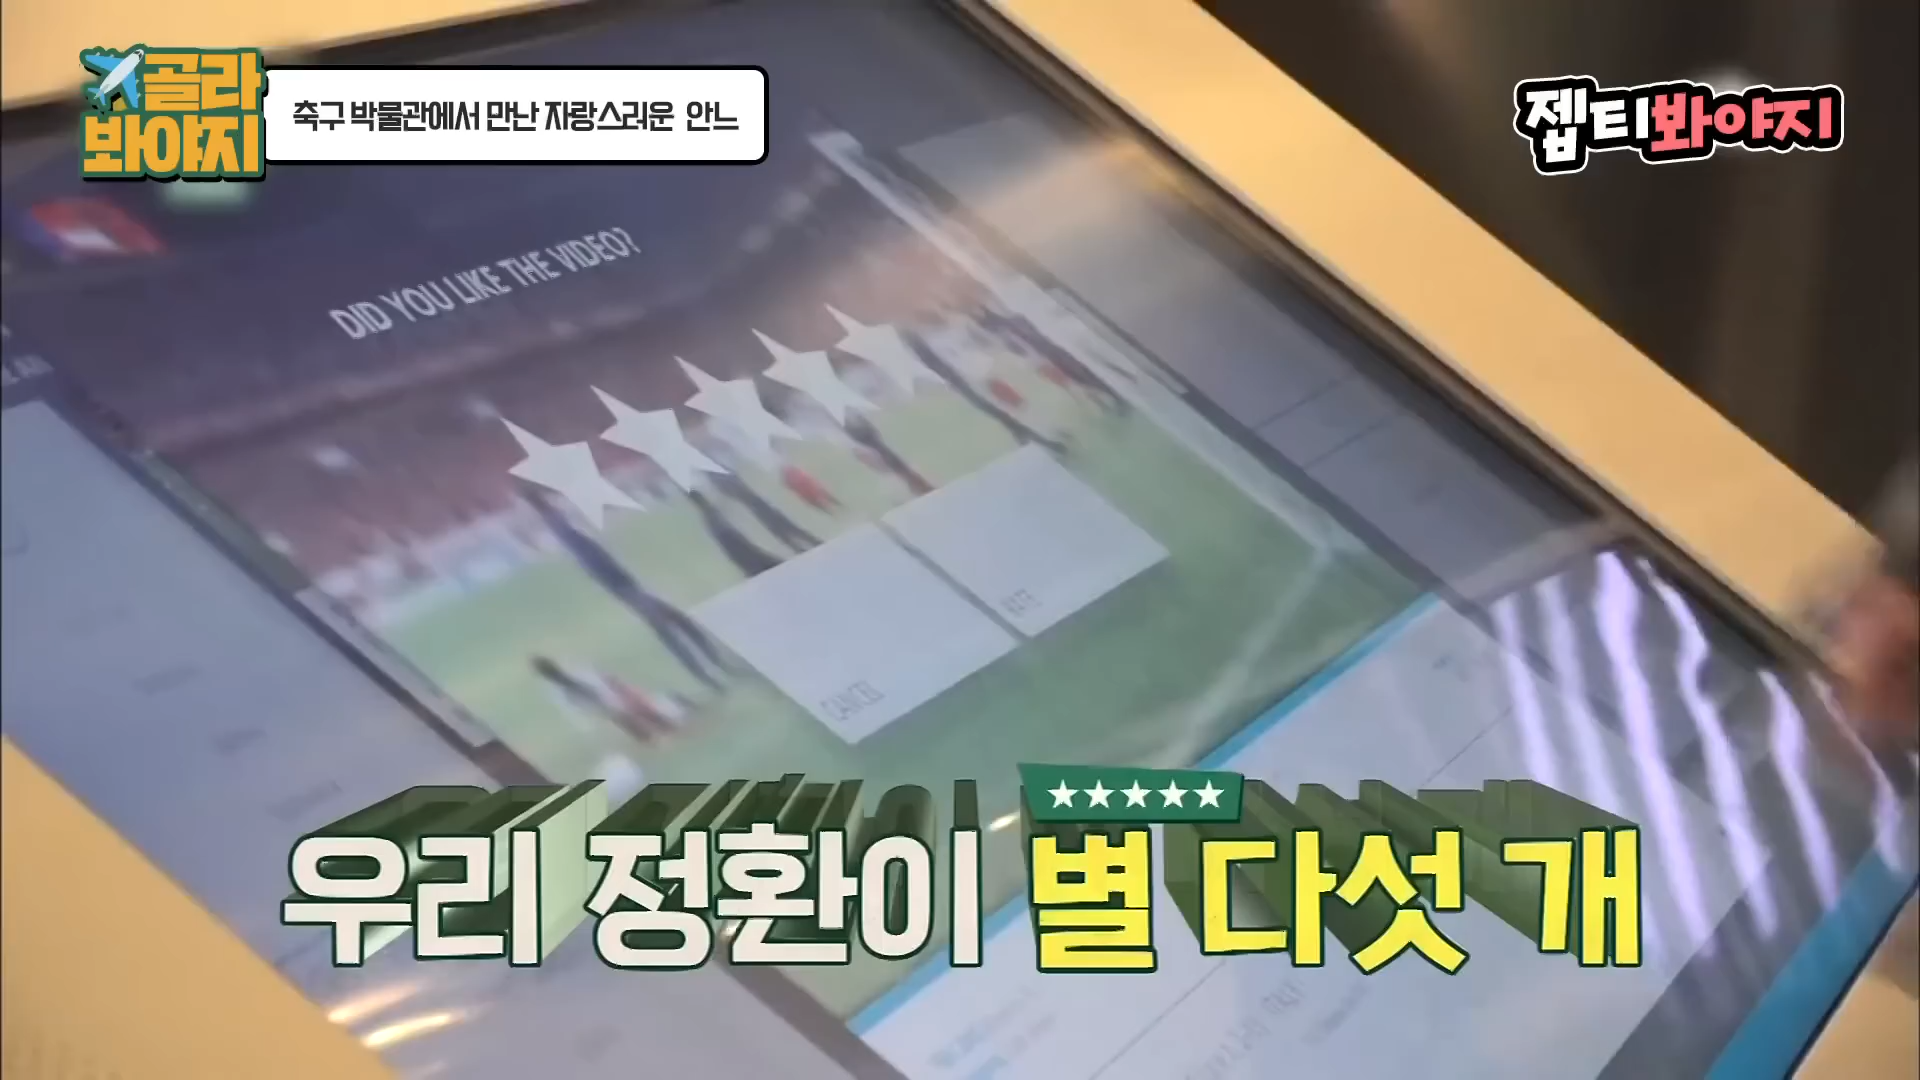 골라
봐야지
축구 박물관에서 만난 자랑스러운 안느
젭티봐야지
DID YOU LIKE THE VIDEO?
CANCEL
★★★★★
우리 정환이 별 다섯 개